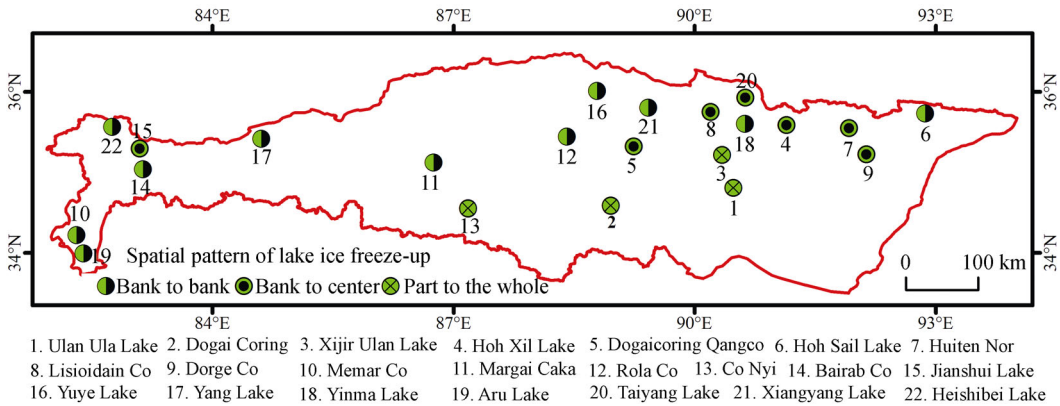 84°E 87°E 90°E 93°E
36°N 36°N
20
15 16 8
22 21 18 4 6
17 12 5 7
14 11 3 9
13 2 1
10
19
34°N 34°N
Spatial pattern of lake ice freeze-up
0 100 km
Bank to bank Bank to center Part to the whole
84°E 87°E 90°E 93°E
1. Ulan Ula Lake 2. Dogai Coring 3. Xijir Ulan Lake 4. Hoh Xil Lake 5. Dogaicoring Qangco 6. Hoh Sail Lake 7. Huiten Nor
8. Lisioidain Co 9. Dorge Co 10. Memar Co 11. Margai Caka 12. Rola Co 13. Co Nyi 14. Bairab Co 15. Jianshui Lake
16. Yuye Lake 17. Yang Lake 18. Yinma Lake 19. Aru Lake 20. Taiyang Lake 21. Xiangyang Lake 22. Heishibei Lake